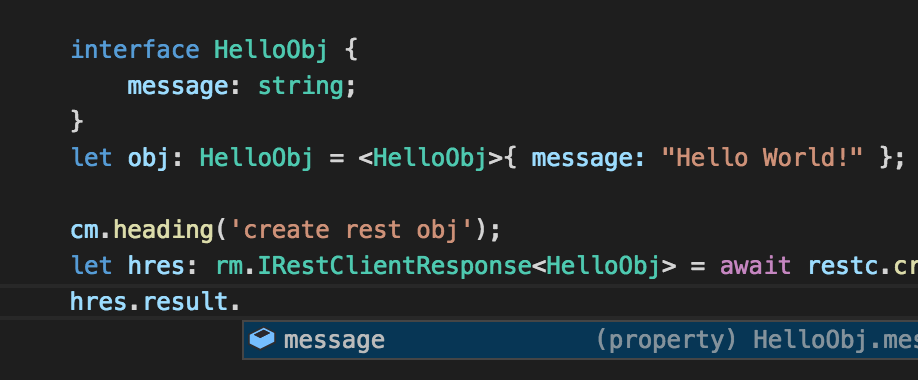 interface HelloObj {
    message: string;
}
let obj: HelloObj = <HelloObj>{ message: "Hello World!" };
cm.heading('create rest obj');
let hres: rm.IRestClientResponse<HelloObj> = await restc.cr
hres.result.
message (property) HelloObj.mes